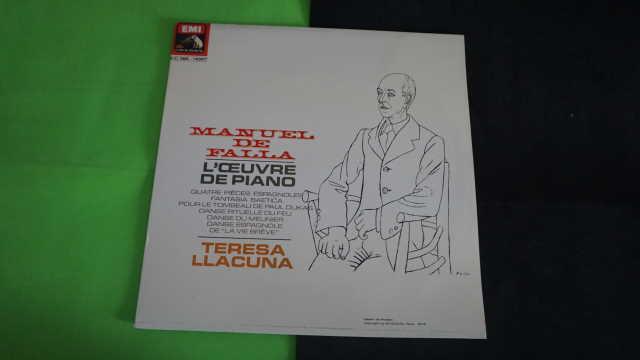 EMI
MANUEL
DE
FALLA
L'ŒUVRE
DE PIANO
QUATRE PIÈCES ESPAGNOLES
FANTASIA BAETICA
POUR LE TOMBEAU DE PAUL DUKAS
DANSE RITUELLE DU FEU
DANSE DU MEUNIER
DANSE ESPAGNOLE
DE "LA VIE BRÈVE"
TERESA
LLACUNA